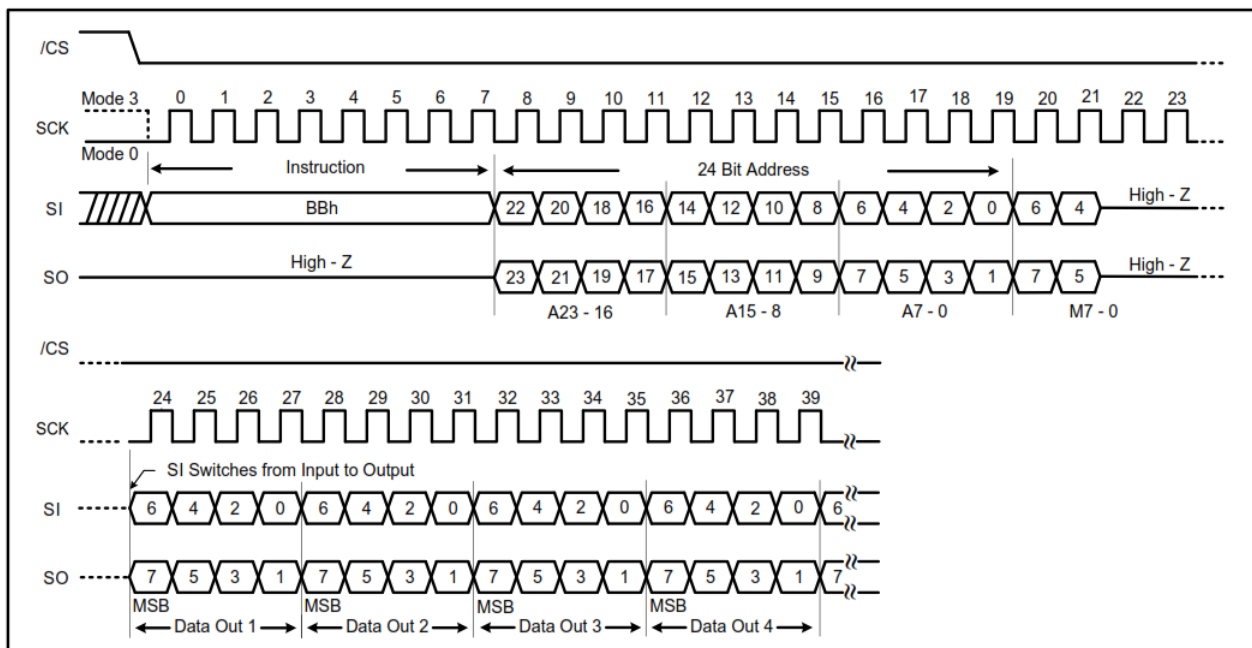 /CS
Mode 3 0 1 2 3 4 5 6 7 8 9 10 11 12 13 14 15 16 17 18 19 20 21 22 23
SCK
Mode 0 Instruction 24 Bit Address
SI BBh 22 20 18 16 14 12 10 8 6 4 2 0 6 4 High - Z
SO High - Z 23 21 19 17 15 13 11 9 7 5 3 1 7 5 High - Z
A23 - 16 A15 - 8 A7 - 0 M7 - 0
/CS
24 25 26 27 28 29 30 31 32 33 34 35 36 37 38 39
SCK
SI Switches from Input to Output
SI 6 4 2 0 6 4 2 0 6 4 2 0 6 4 2 0 6
SO 7 5 3 1 7 5 3 1 7 5 3 1 7 5 3 1 7
MSB MSB MSB MSB
Data Out 1 Data Out 2 Data Out 3 Data Out 4